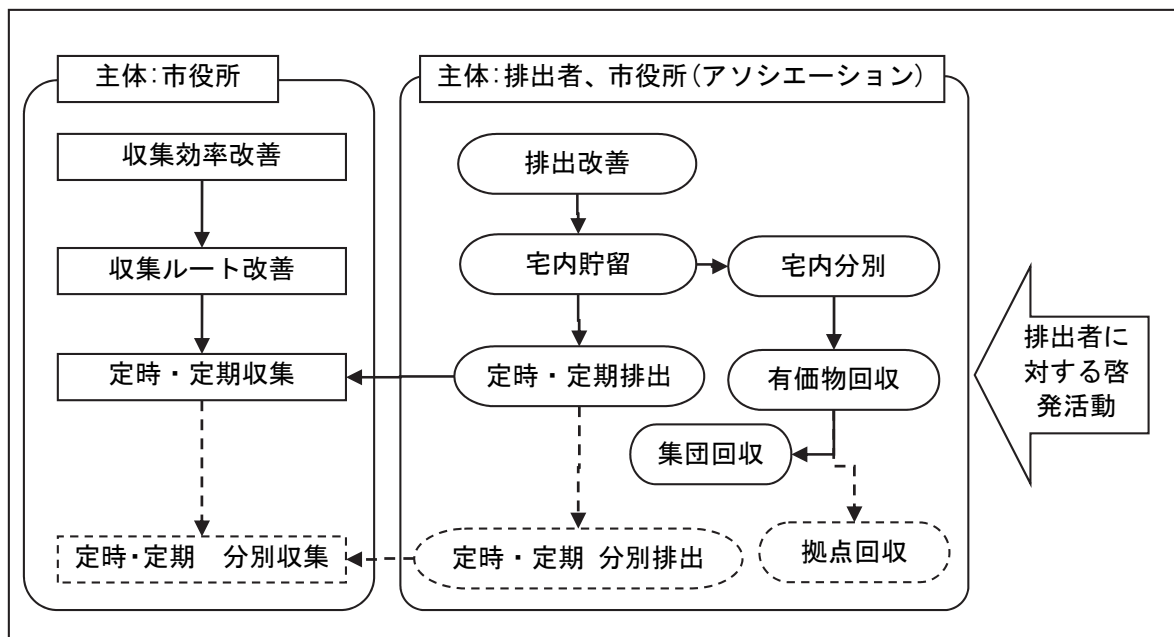 主体:市役所
収集効率改善
収集ルート改善
定時・定期収集
定時・定期　分別収集
主体:排出者、市役所(アソシエーション)
排出改善
宅内貯留
宅内分別
定時・定期排出
有価物回収
集団回収
定時・定期 分別排出
拠点回収
排出者に
対する啓
発活動